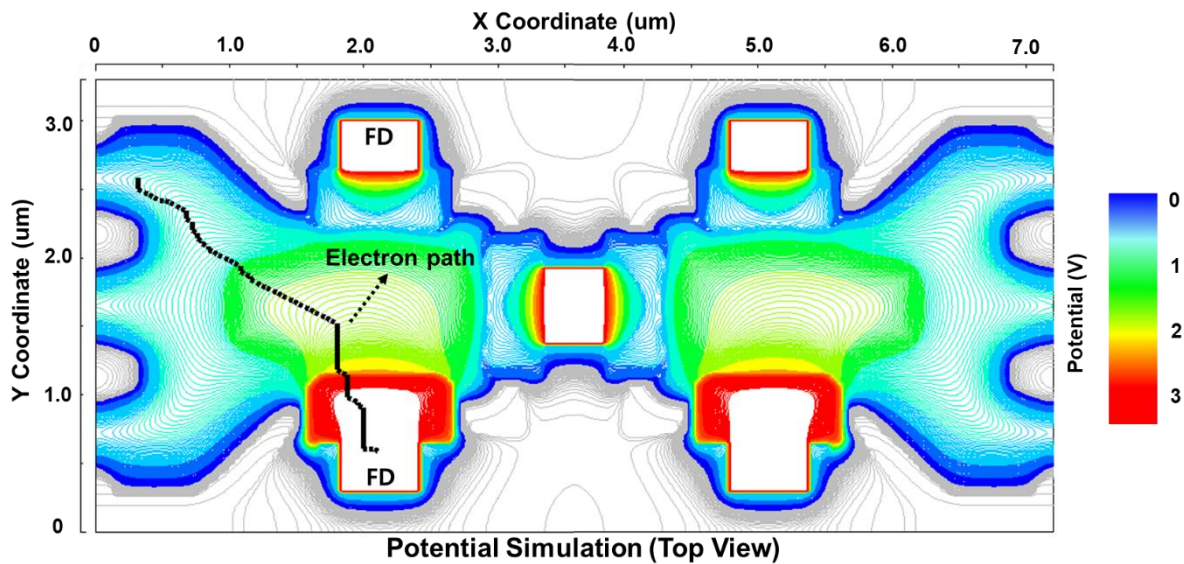 X Coordinate (um)
0 1.0 2.0 3.0 4.0 5.0 6.0 7.0
Y Coordinate (um)
3.0
2.0
1.0
0
FD
Electron path
FD
Potential (V)
0
1
2
3
Potential Simulation (Top View)